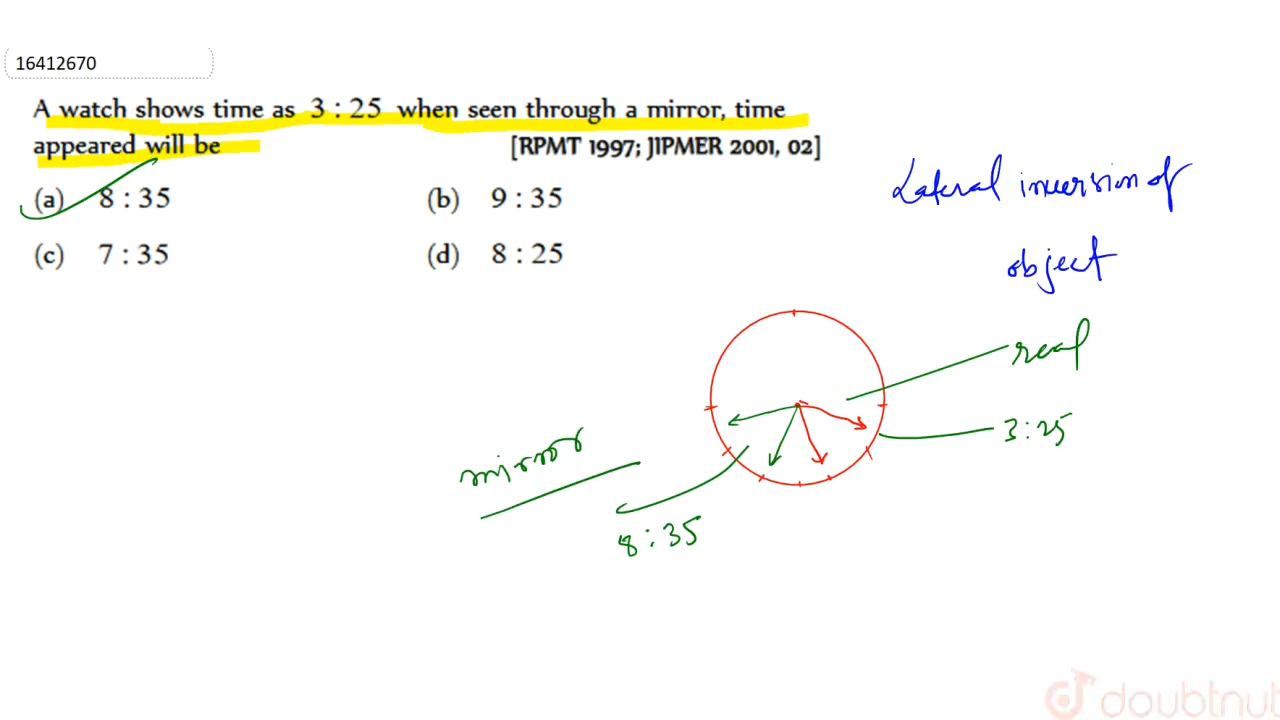 16412670
A watch shows time as 3 : 25 when seen through a mirror, time
appeared will be [RPMT 1997; JIPMER 2001, 02]
(a) 8 : 35 (b) 9 : 35
(c) 7 : 35 (d) 8 : 25
Lateral inversion of
object
real
3:25
mirror
8:35
doubtnut